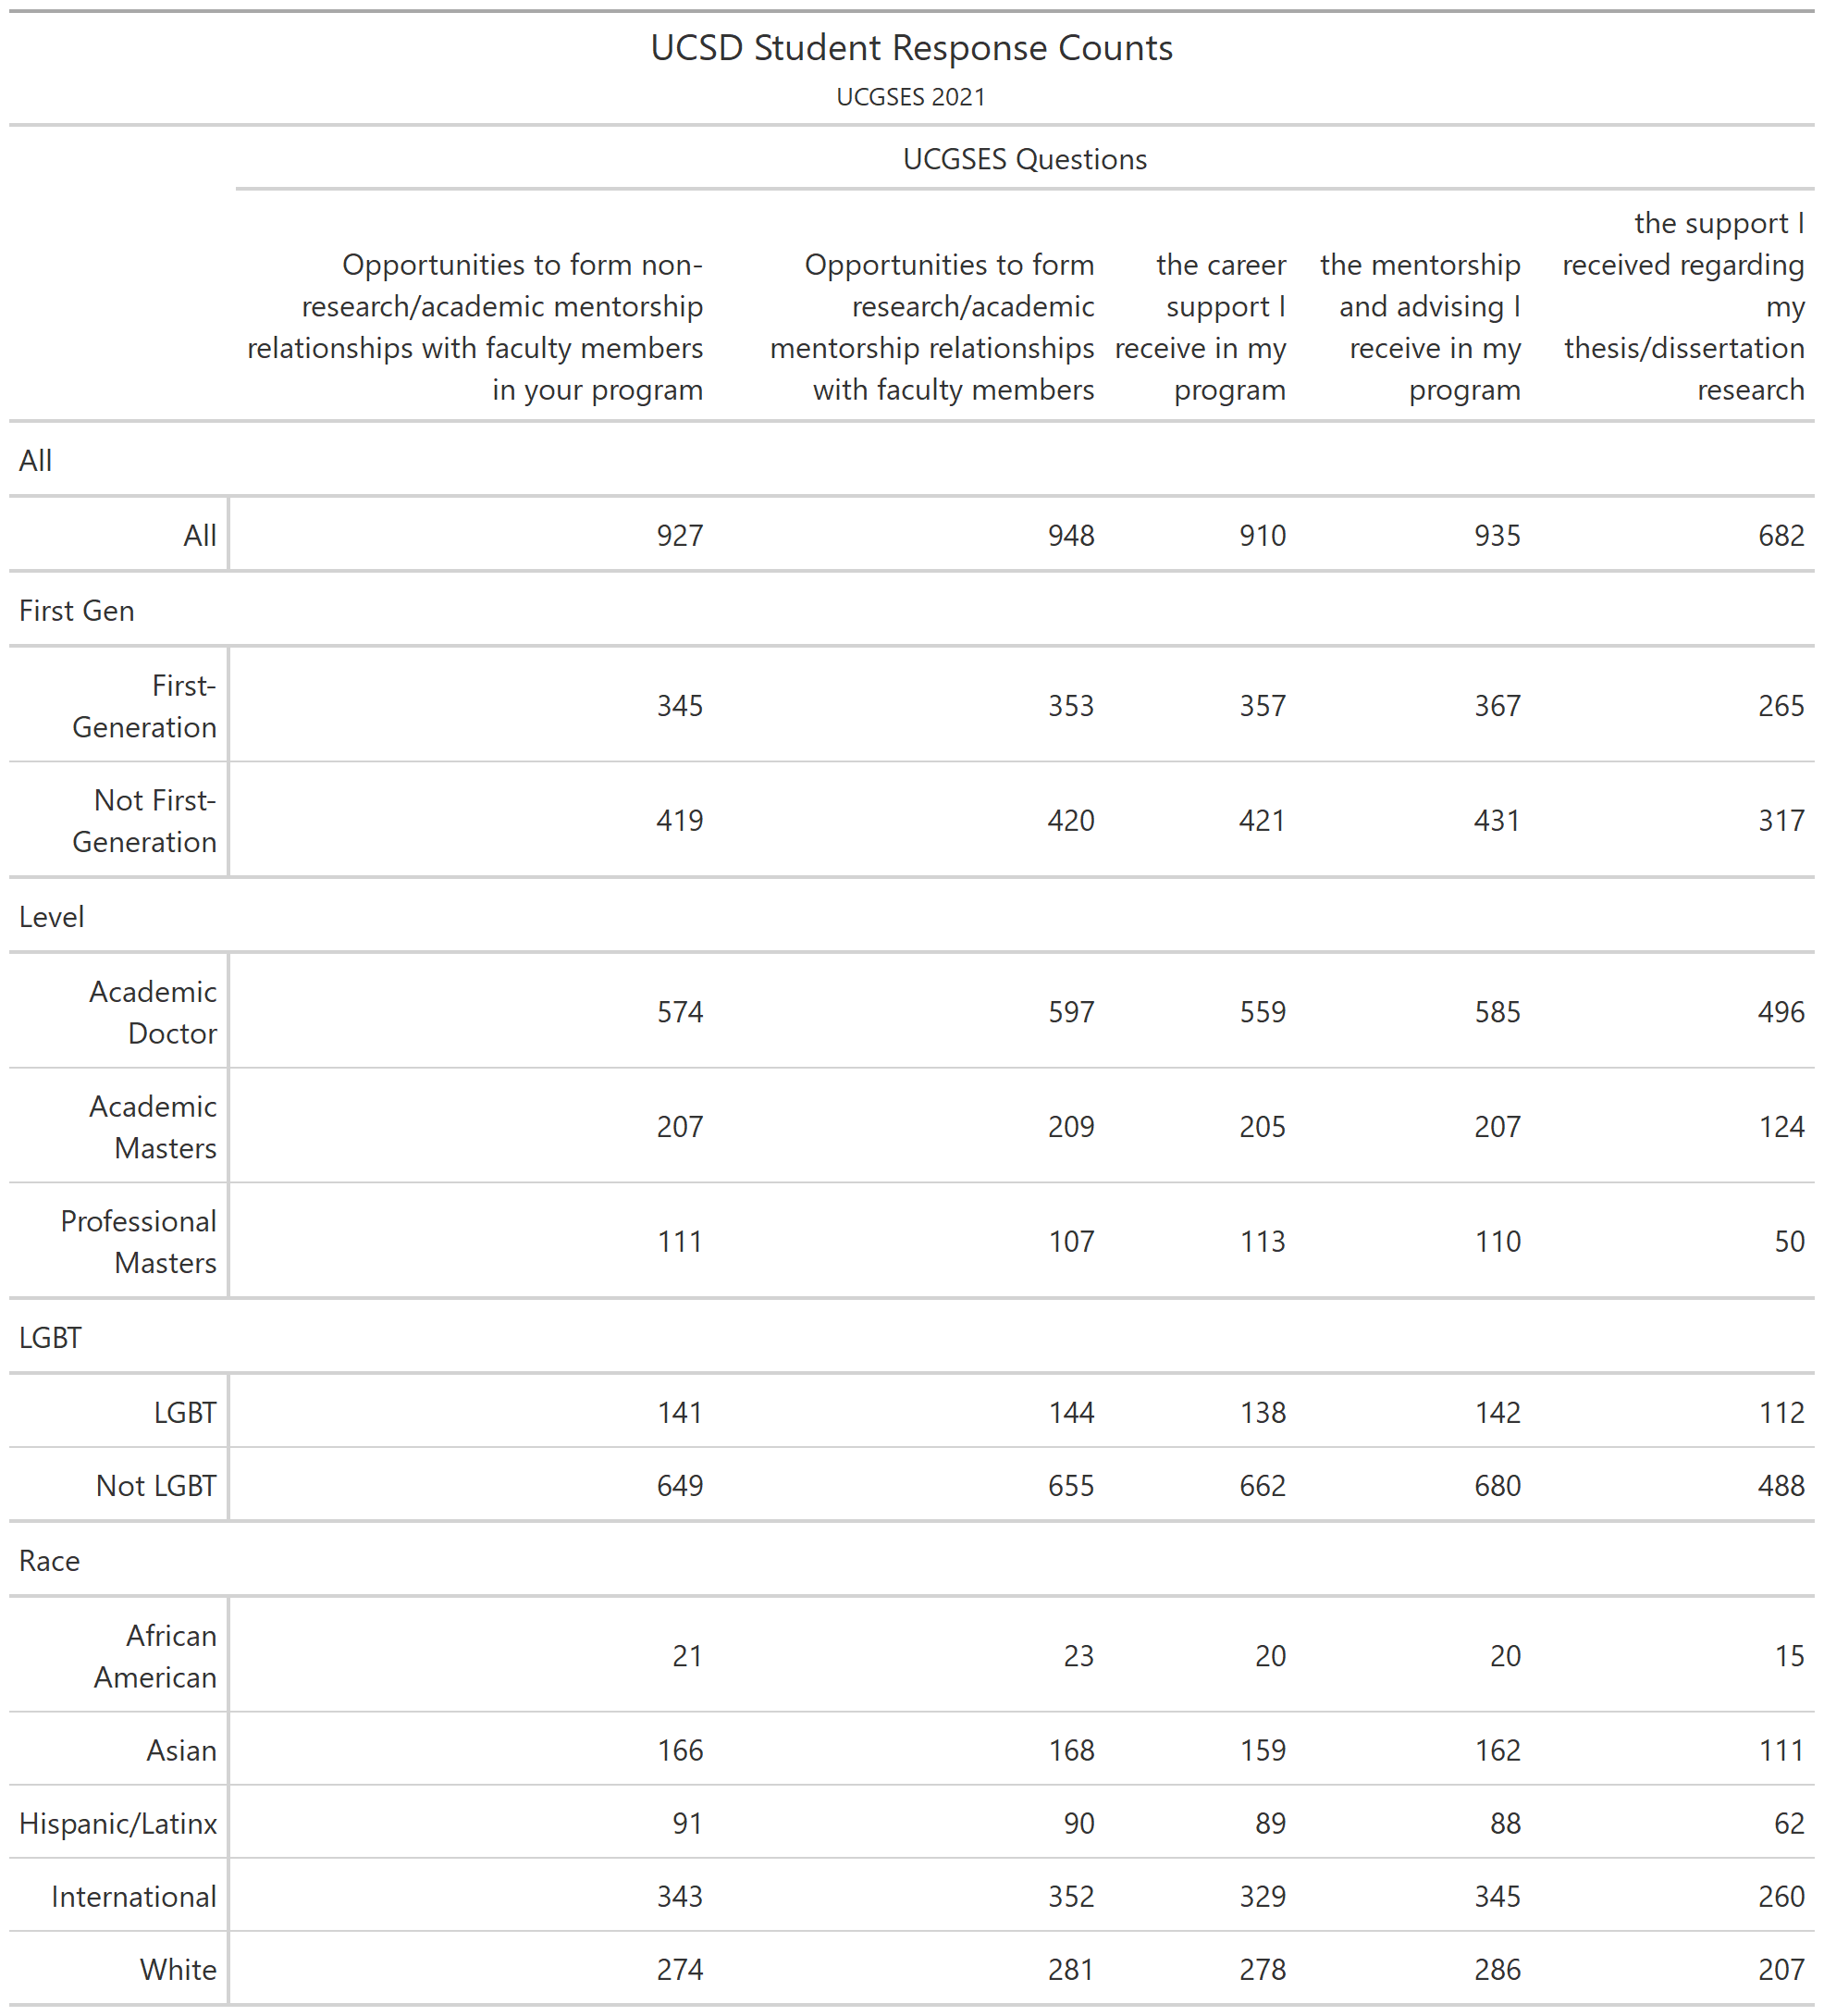 UCSD Student Response Counts
UCGSES 2021
UCGSES Questions
Opportunities to form non-
research/academic mentorship
relationships with faculty members
in your program
Opportunities to form
research/academic
mentorship relationships
with faculty members
the career
support I
receive in my
program
the mentorship
and advising I
receive in my
program
the support I
received regarding
my
thesis/dissertation
research
All
All 927 948 910 935 682
First Gen
First-
Generation 345 353 357 367 265
Not First-
Generation 419 420 421 431 317
Level
Academic
Doctor 574 597 559 585 496
Academic
Masters 207 209 205 207 124
Professional
Masters 111 107 113 110 50
LGBT
LGBT 141 144 138 142 112
Not LGBT 649 655 662 680 488
Race
African
American 21 23 20 20 15
Asian 166 168 159 162 111
Hispanic/Latinx 91 90 89 88 62
International 343 352 329 345 260
White 274 281 278 286 207